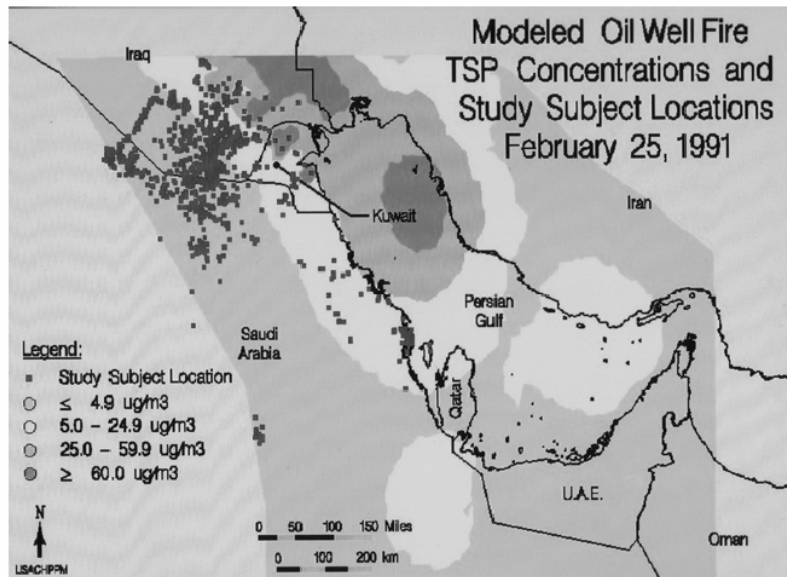 Modeled Oil Well Fire
TSP Concentrations and
Study Subject Locations
February 25, 1991
Iraq
Iran
Kuwait
Persian
Gulf
Saudi
Arabia
Qatar
U.A.E.
Oman
Legend:
Study Subject Location
≤ 4.9 ug/m3
5.0 - 24.9 ug/m3
25.0 - 59.9 ug/m3
≥ 60.0 ug/m3
N
0 50 100 150 Miles
0 100 200 km
USACHPPM